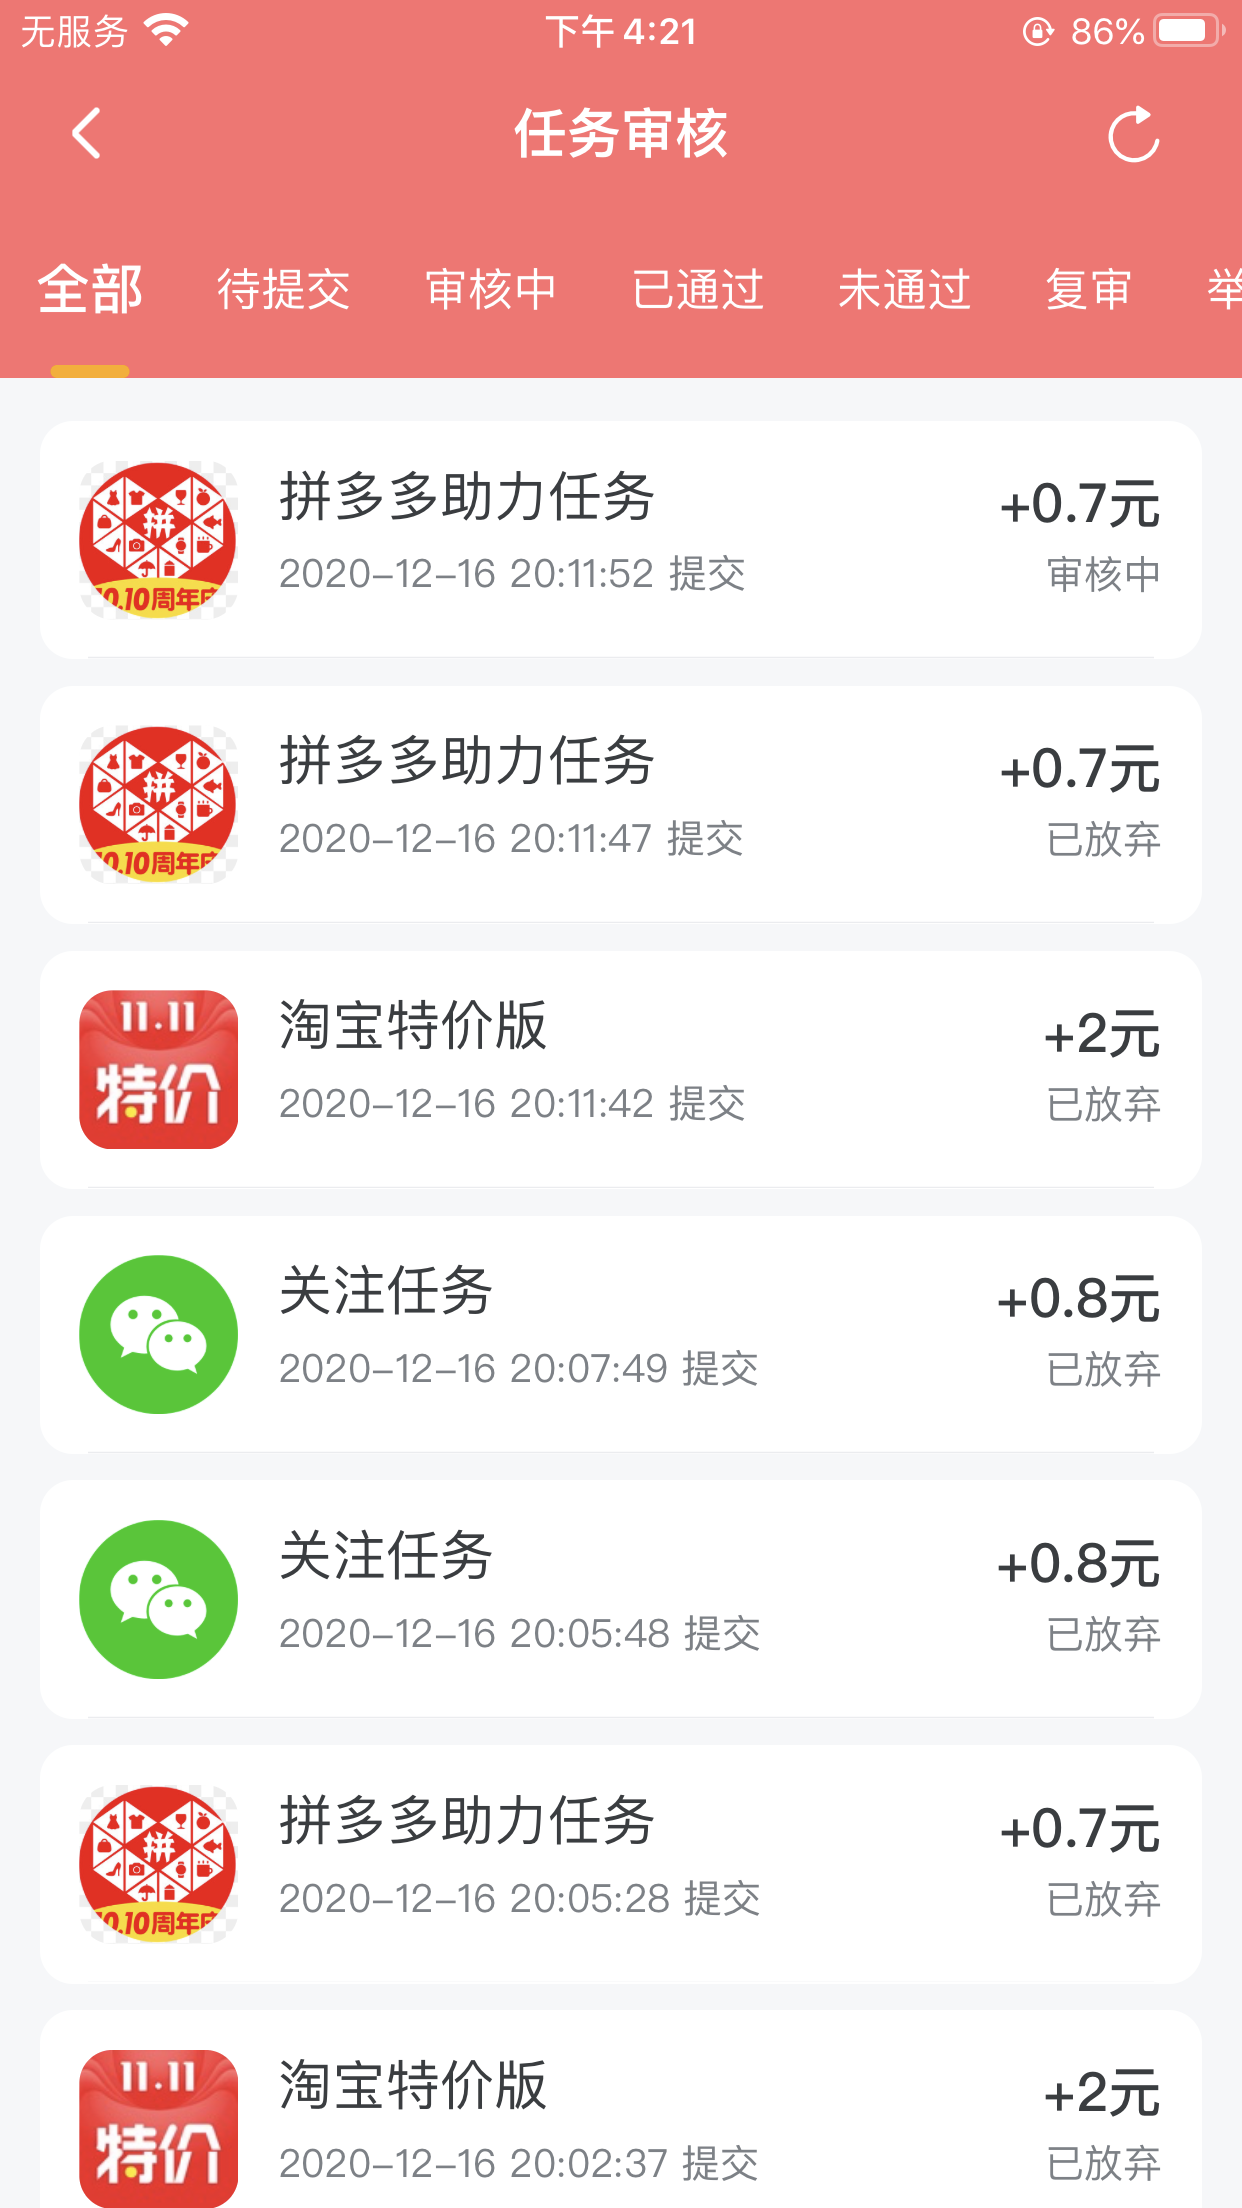 无服务 下午4:21 86%
任务审核
全部 待提交 审核中 已通过 未通过 复审
拼多多助力任务 +0.7元
2020-12-16 20:11:52 提交 审核中
拼
10.10周年
拼多多助力任务 +0.7元
2020-12-16 20:11:47 提交 已放弃
拼
10.10周年
淘宝特价版 +2元
2020-12-16 20:11:42 提交 已放弃
11.11
特价
关注任务 +0.8元
2020-12-16 20:07:49 提交 已放弃
关注任务 +0.8元
2020-12-16 20:05:48 提交 已放弃
拼多多助力任务 +0.7元
2020-12-16 20:05:28 提交 已放弃
拼
10.10周年
淘宝特价版 +2元
2020-12-16 20:02:37 提交 已放弃
11.11
特价